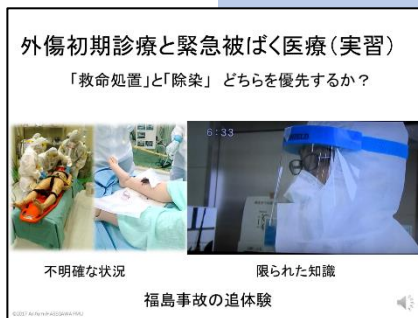 外傷初期診療と緊急被ばく医療(実習)
「救命処置」と「除染」 どちらを優先するか？
6:33
不明確な状況
限られた知識
福島事故の追体験